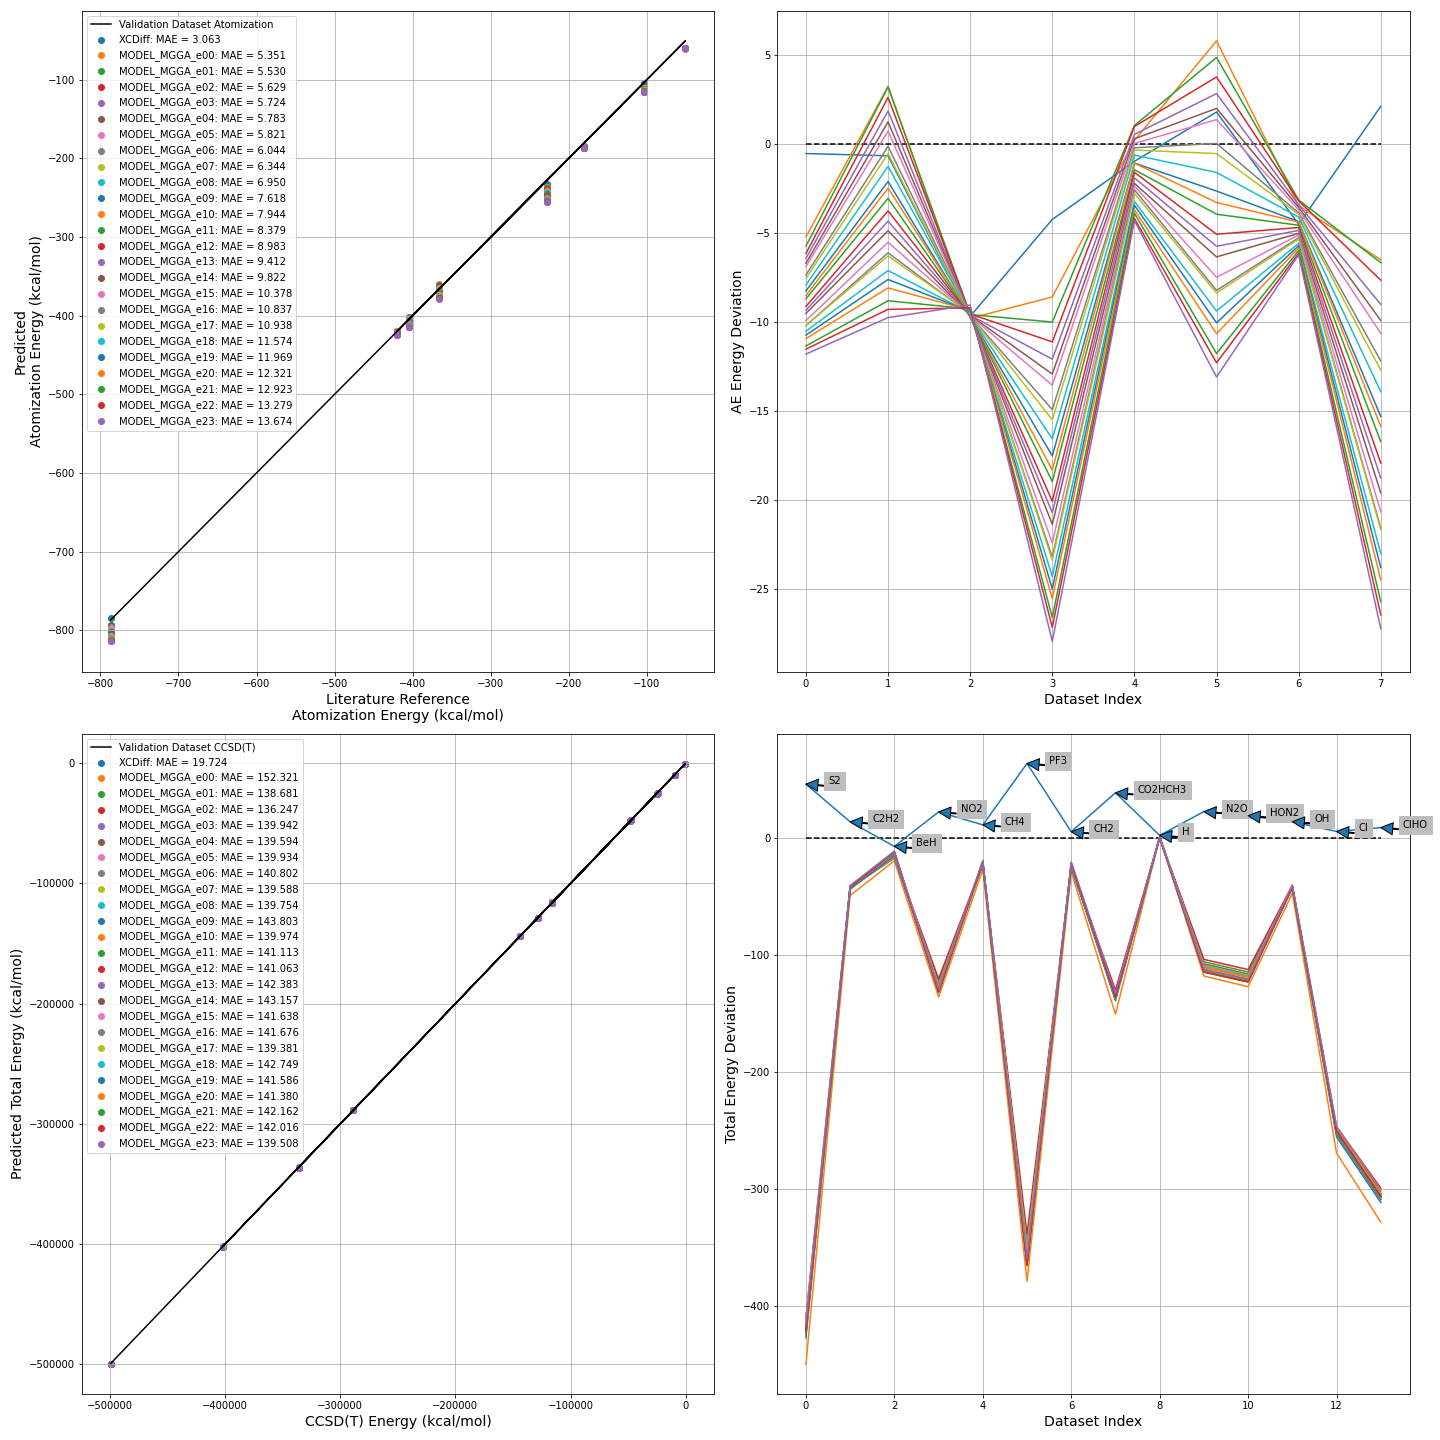 Validation Dataset Atomization
XCDiff: MAE = 3.063
MODEL_MGGA_e00: MAE = 5.351
MODEL_MGGA_e01: MAE = 5.530
MODEL_MGGA_e02: MAE = 5.629
MODEL_MGGA_e03: MAE = 5.724
MODEL_MGGA_e04: MAE = 5.783
MODEL_MGGA_e05: MAE = 5.821
MODEL_MGGA_e06: MAE = 6.044
MODEL_MGGA_e07: MAE = 6.344
MODEL_MGGA_e08: MAE = 6.950
MODEL_MGGA_e09: MAE = 7.618
MODEL_MGGA_e10: MAE = 7.944
MODEL_MGGA_e11: MAE = 8.379
MODEL_MGGA_e12: MAE = 8.983
MODEL_MGGA_e13: MAE = 9.412
MODEL_MGGA_e14: MAE = 9.822
MODEL_MGGA_e15: MAE = 10.378
MODEL_MGGA_e16: MAE = 10.837
MODEL_MGGA_e17: MAE = 10.938
MODEL_MGGA_e18: MAE = 11.574
MODEL_MGGA_e19: MAE = 11.969
MODEL_MGGA_e20: MAE = 12.321
MODEL_MGGA_e21: MAE = 12.923
MODEL_MGGA_e22: MAE = 13.279
MODEL_MGGA_e23: MAE = 13.674
−100
−200
−300
−400
−500
−600
−700
−800
Predicted
Atomization Energy (kcal/mol)
−800 −700 −600 −500 −400 −300 −200 −100
Literature Reference
Atomization Energy (kcal/mol)
5
0
−5
−10
−15
−20
−25
AE Energy Deviation
0 1 2 3 4 5 6 7
Dataset Index
Validation Dataset CCSD(T)
XCDiff: MAE = 19.724
MODEL_MGGA_e00: MAE = 152.321
MODEL_MGGA_e01: MAE = 138.681
MODEL_MGGA_e02: MAE = 136.247
MODEL_MGGA_e03: MAE = 139.942
MODEL_MGGA_e04: MAE = 139.594
MODEL_MGGA_e05: MAE = 139.934
MODEL_MGGA_e06: MAE = 140.802
MODEL_MGGA_e07: MAE = 139.588
MODEL_MGGA_e08: MAE = 139.754
MODEL_MGGA_e09: MAE = 143.803
MODEL_MGGA_e10: MAE = 139.974
MODEL_MGGA_e11: MAE = 141.113
MODEL_MGGA_e12: MAE = 141.063
MODEL_MGGA_e13: MAE = 142.383
MODEL_MGGA_e14: MAE = 143.157
MODEL_MGGA_e15: MAE = 141.638
MODEL_MGGA_e16: MAE = 141.676
MODEL_MGGA_e17: MAE = 139.381
MODEL_MGGA_e18: MAE = 142.749
MODEL_MGGA_e19: MAE = 141.586
MODEL_MGGA_e20: MAE = 141.380
MODEL_MGGA_e21: MAE = 142.162
MODEL_MGGA_e22: MAE = 142.016
MODEL_MGGA_e23: MAE = 139.508
0
−100000
−200000
−300000
−400000
−500000
Predicted Total Energy (kcal/mol)
−500000 −400000 −300000 −200000 −100000 0
CCSD(T) Energy (kcal/mol)
S2
C2H2
BeH
NO2
CH4
PF3
CH2
CO2HCH3
H
N2O
HON2
OH
Cl
ClHO
0
−100
−200
−300
−400
Total Energy Deviation
0 2 4 6 8 10 12
Dataset Index